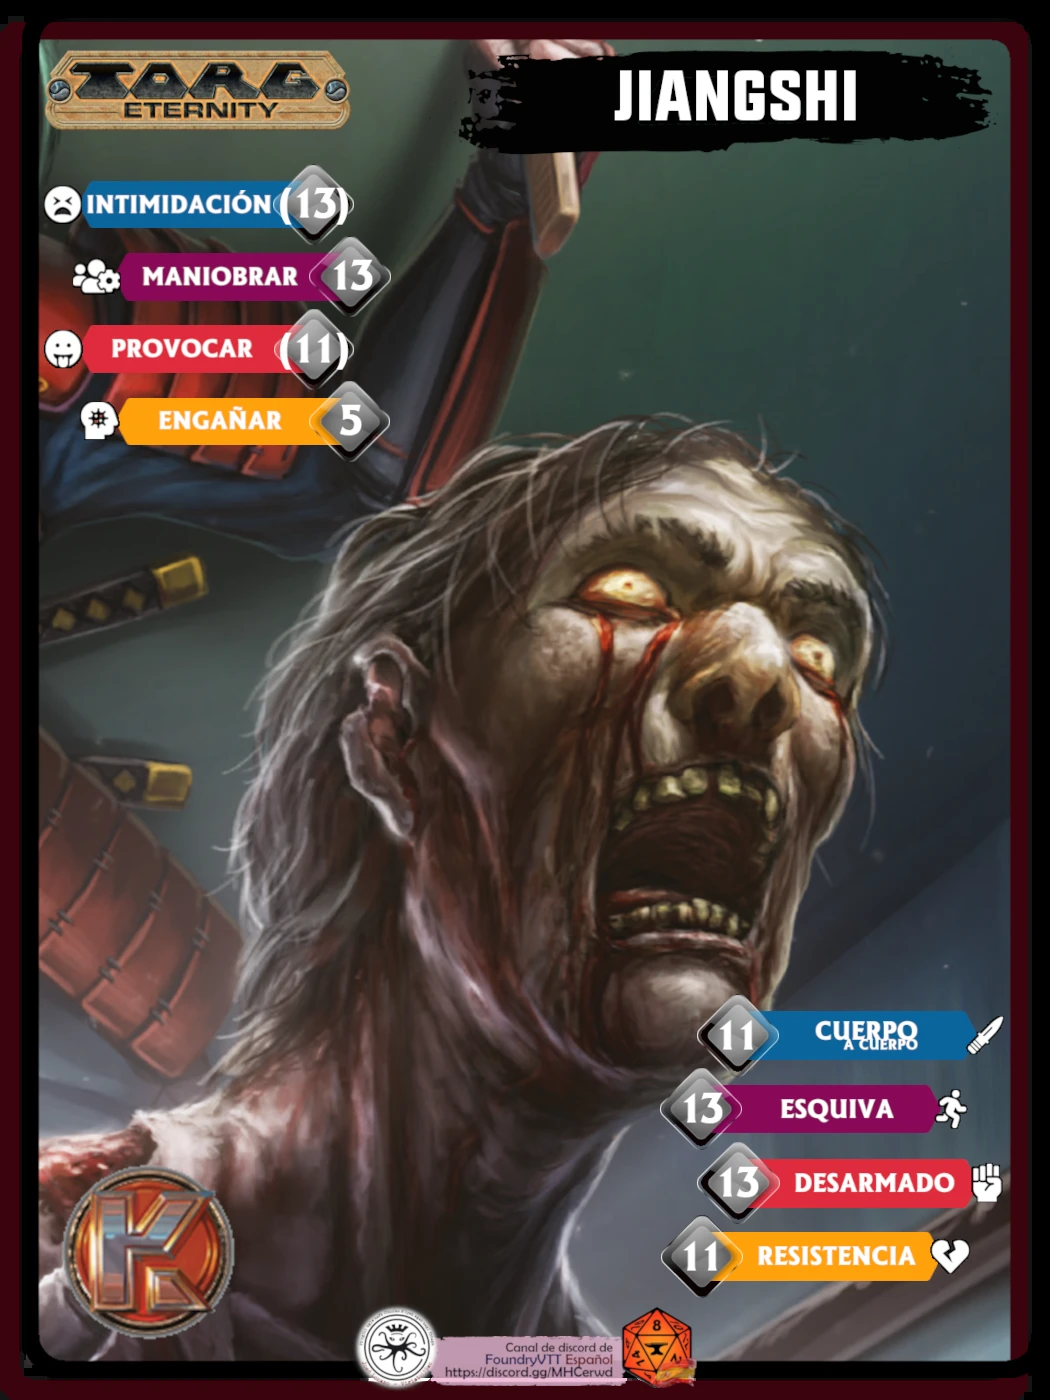 TORG
ETERNITY
JIANGSHI
INTIMIDACIÓN (13)
MANIOBRAR 13
PROVOCAR (11)
ENGAÑAR 5
11 CUERPO
A CUERPO
13 ESQUIVA
13 DESARMADO
11 RESISTENCIA
K
Canal de discord de
FoundryVTT Español
https://discord.gg/MHCerwd
8